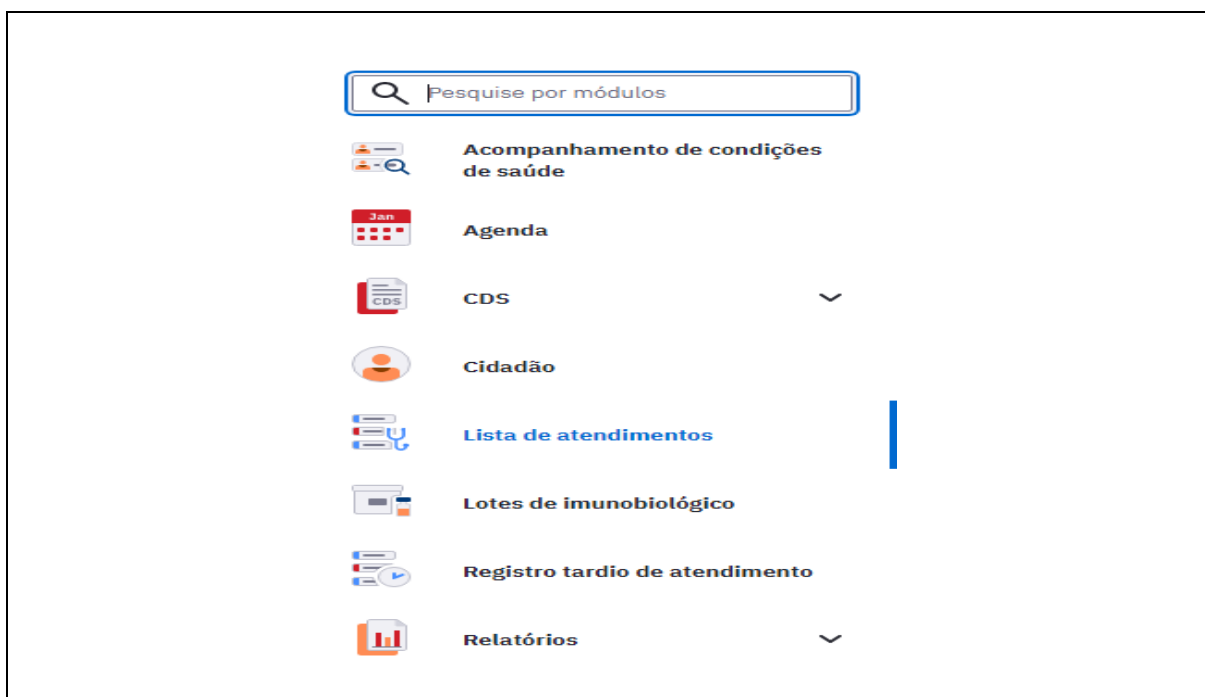 Pesquise por módulos
Acompanhamento de condições
de saúde
Jan
Agenda
CDS
CDS
Cidadão
Lista de atendimentos
Lotes de imunobiológico
Registro tardio de atendimento
Relatórios